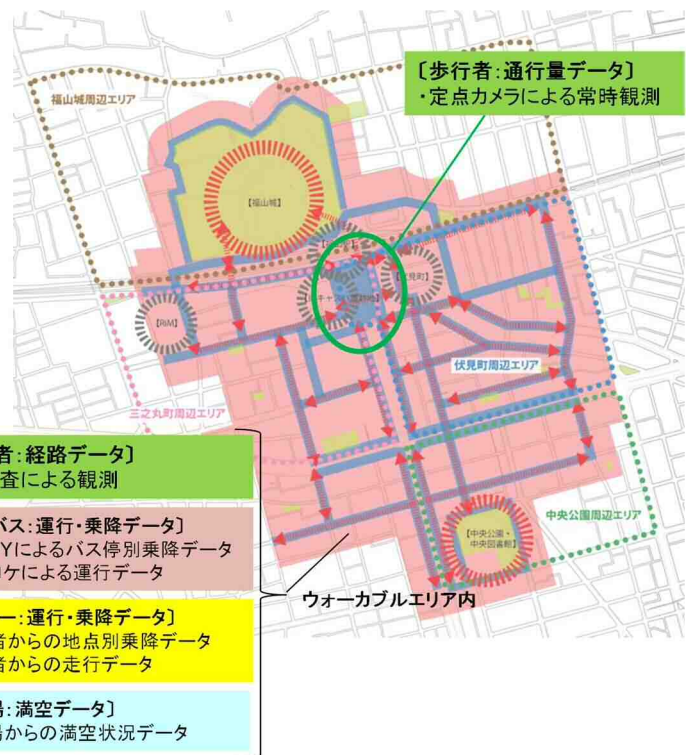 〔歩行者:通行量データ〕
・定点カメラによる常時観測
福山城周辺エリア
【福山城】
【RiM】
伏見町周辺エリア
三之丸町周辺エリア
者:経路データ〕
査による観測
バス:運行・乗降データ〕
Yによるバス停別乗降データ
ロケによる運行データ
中央公園周辺エリア
【中央公園・
中央図書館】
ウォーカブルエリア内
ー:運行・乗降データ〕
者からの地点別乗降データ
者からの走行データ
場:満空データ〕
場からの満空状況データ